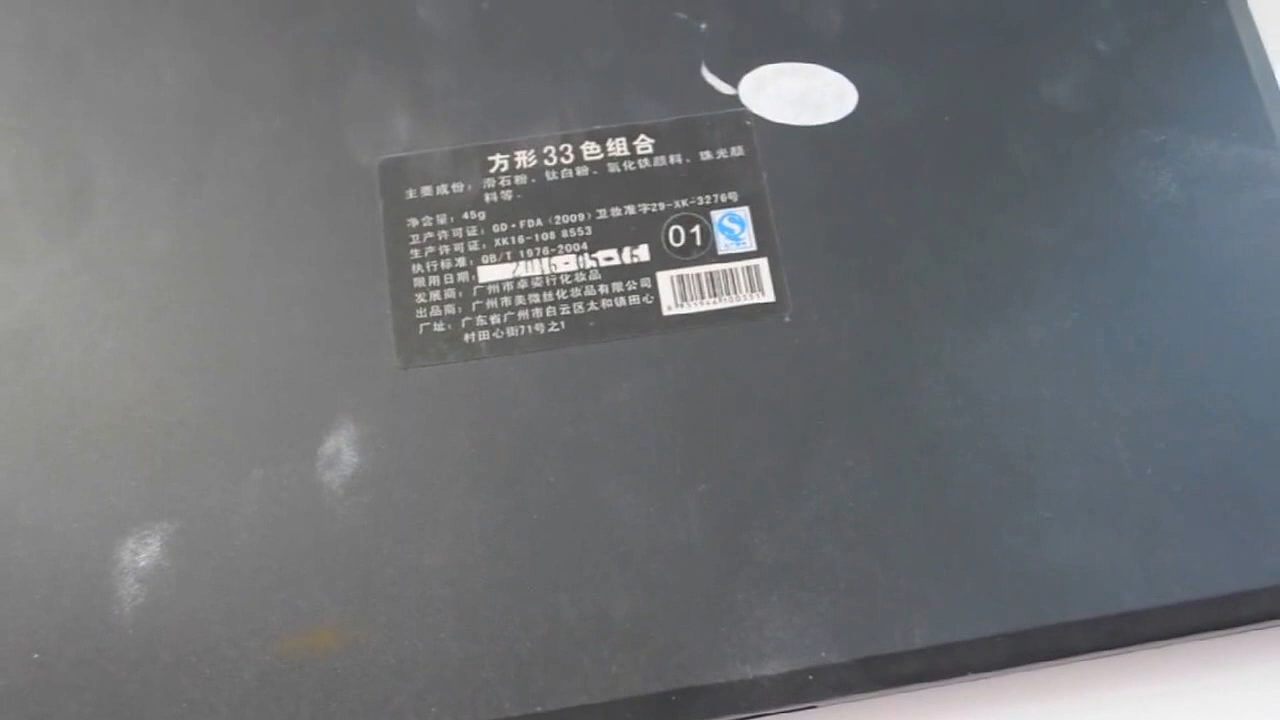 方形33色组合
主要成份：滑石粉、钛白粉、氧化铁颜料、珠光颜
料等.
净含量：45g
卫产许可证：GD·FDA（2009）卫妆准字29-XK-3276号
生产许可证：XK16-108 8553
执行标准：QB/T 1976-2004
限用日期：
发展商：广州市卓姿行化妆品
出品商：广州市美微丝化妆品有限公司
厂址：广东省广州市白云区太和镇田心
村田心街71号之1
01